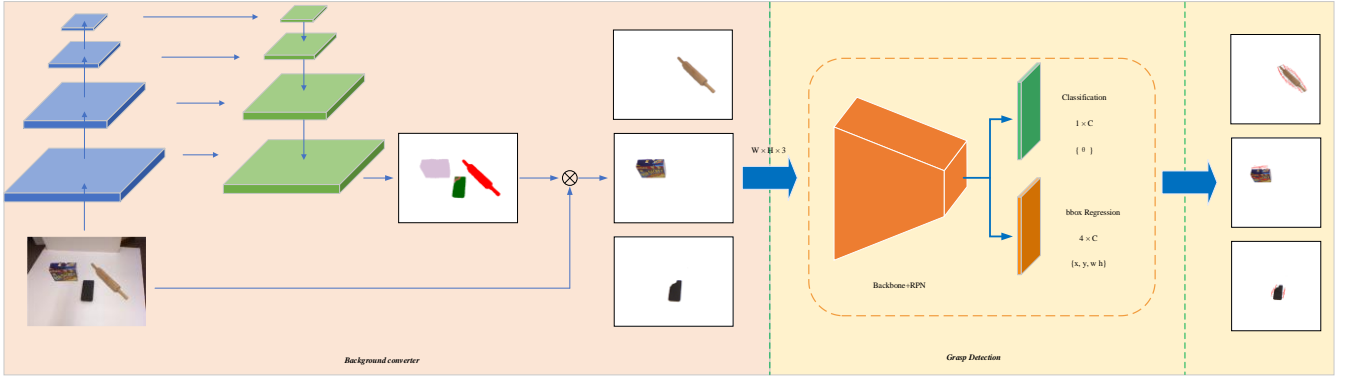 W × H × 3
Classification
1 × C
{ θ }
bbox Regression
4 × C
{x, y, w h}
Backbone+RPN
Background converter
Grasp Detection